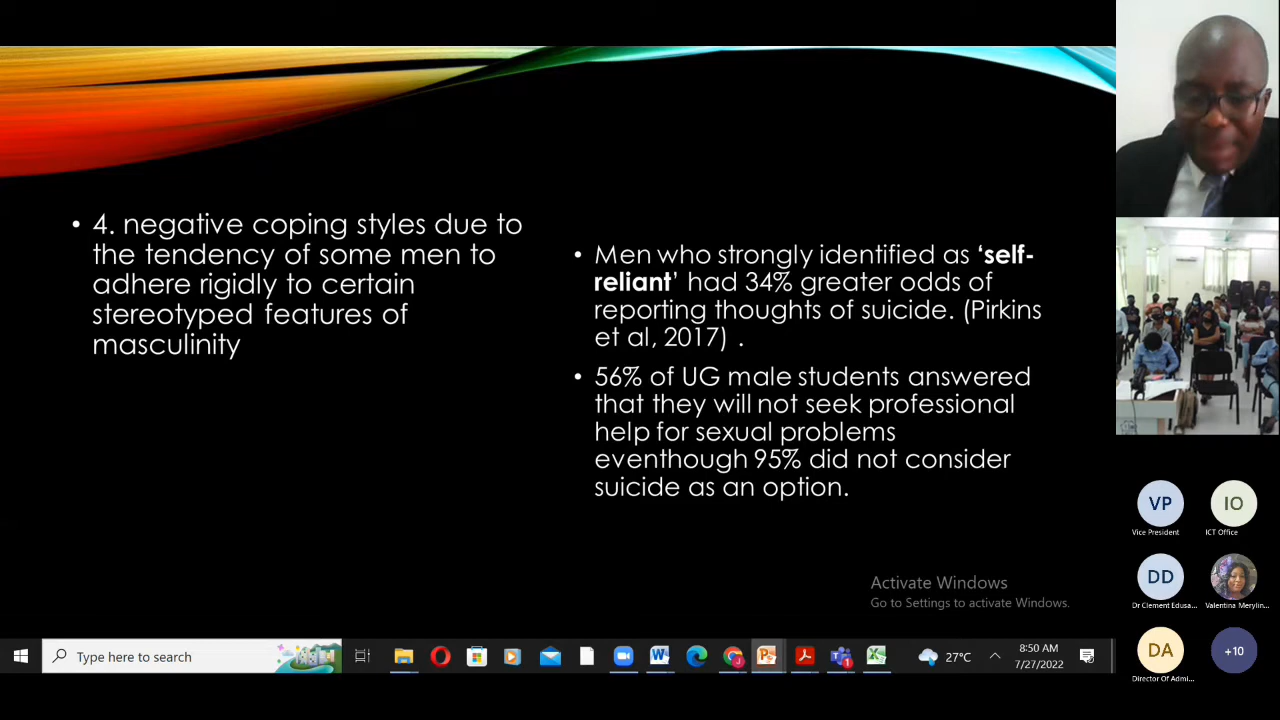 • 4. negative coping styles due to
the tendency of some men to
adhere rigidly to certain
stereotyped features of
masculinity
• Men who strongly identified as ‘self-
reliant’ had 34% greater odds of
reporting thoughts of suicide. (Pirkins
et al, 2017) .
• 56% of UG male students answered
that they will not seek professional
help for sexual problems
eventhough 95% did not consider
suicide as an option.
Activate Windows
Go to Settings to activate Windows.
VP
Vice President
IO
ICT Office
DD
Dr Clement Edusa...
Valentina Merylin...
DA
Director Of Admi...
+10
Type here to search
27°C
8:50 AM
7/27/2022